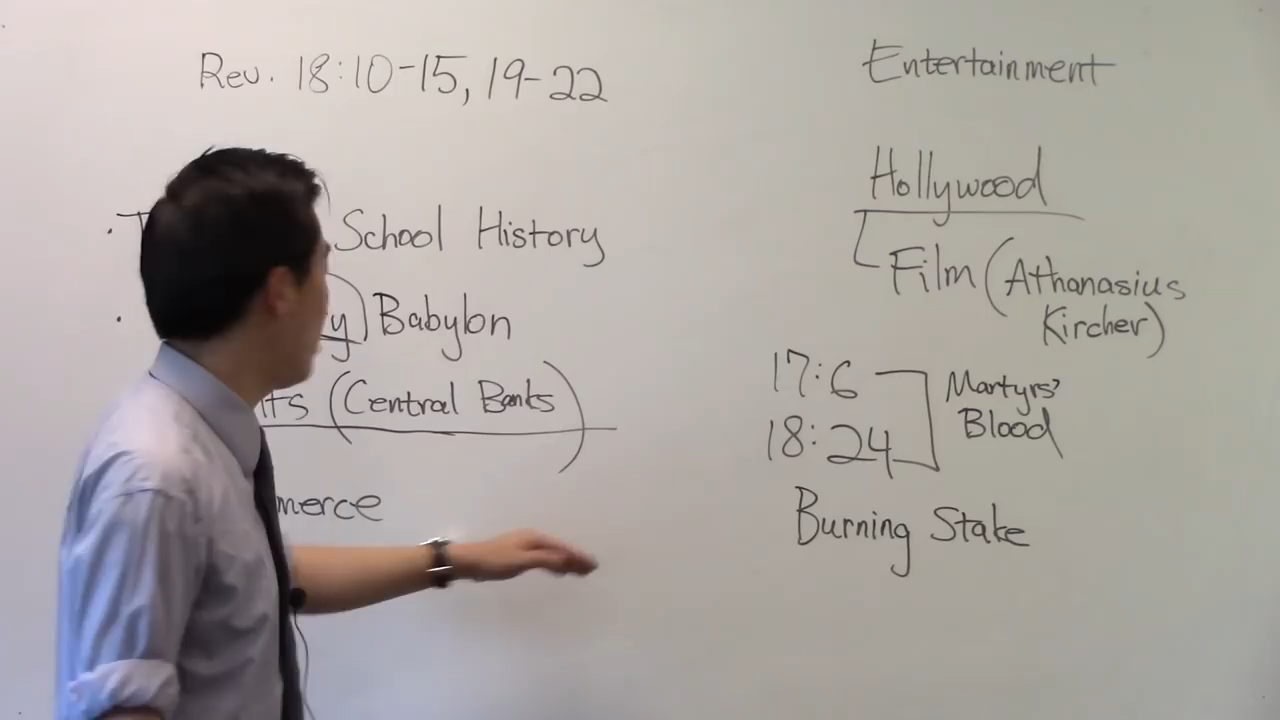 Rev. 18:10-15, 19-22
School History
Babylon
(Central Banks)
Entertainment
Hollywood
Film (Athanasius
Kircher)
17:6
18:24
Martyrs'
Blood
Burning Stake